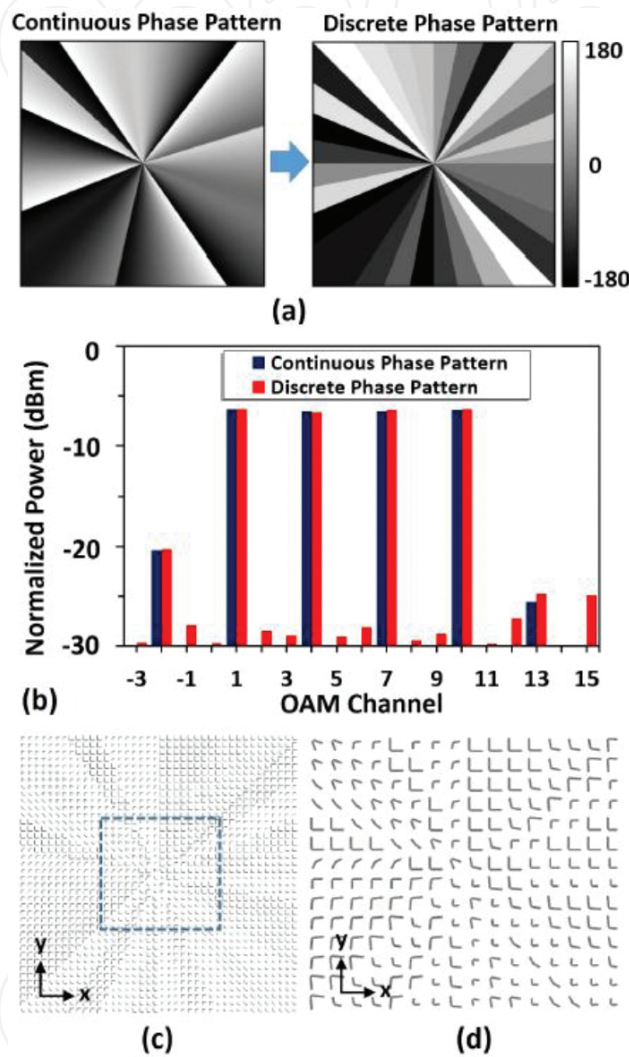 Continuous Phase Pattern
Discrete Phase Pattern
180
0
-180
(a)
0
-10
-20
-30
Normalized Power (dBm)
Continuous Phase Pattern
Discrete Phase Pattern
-3 -1 1 3 5 7 9 11 13 15
OAM Channel
(b)
y
x
y
x
(c)
(d)